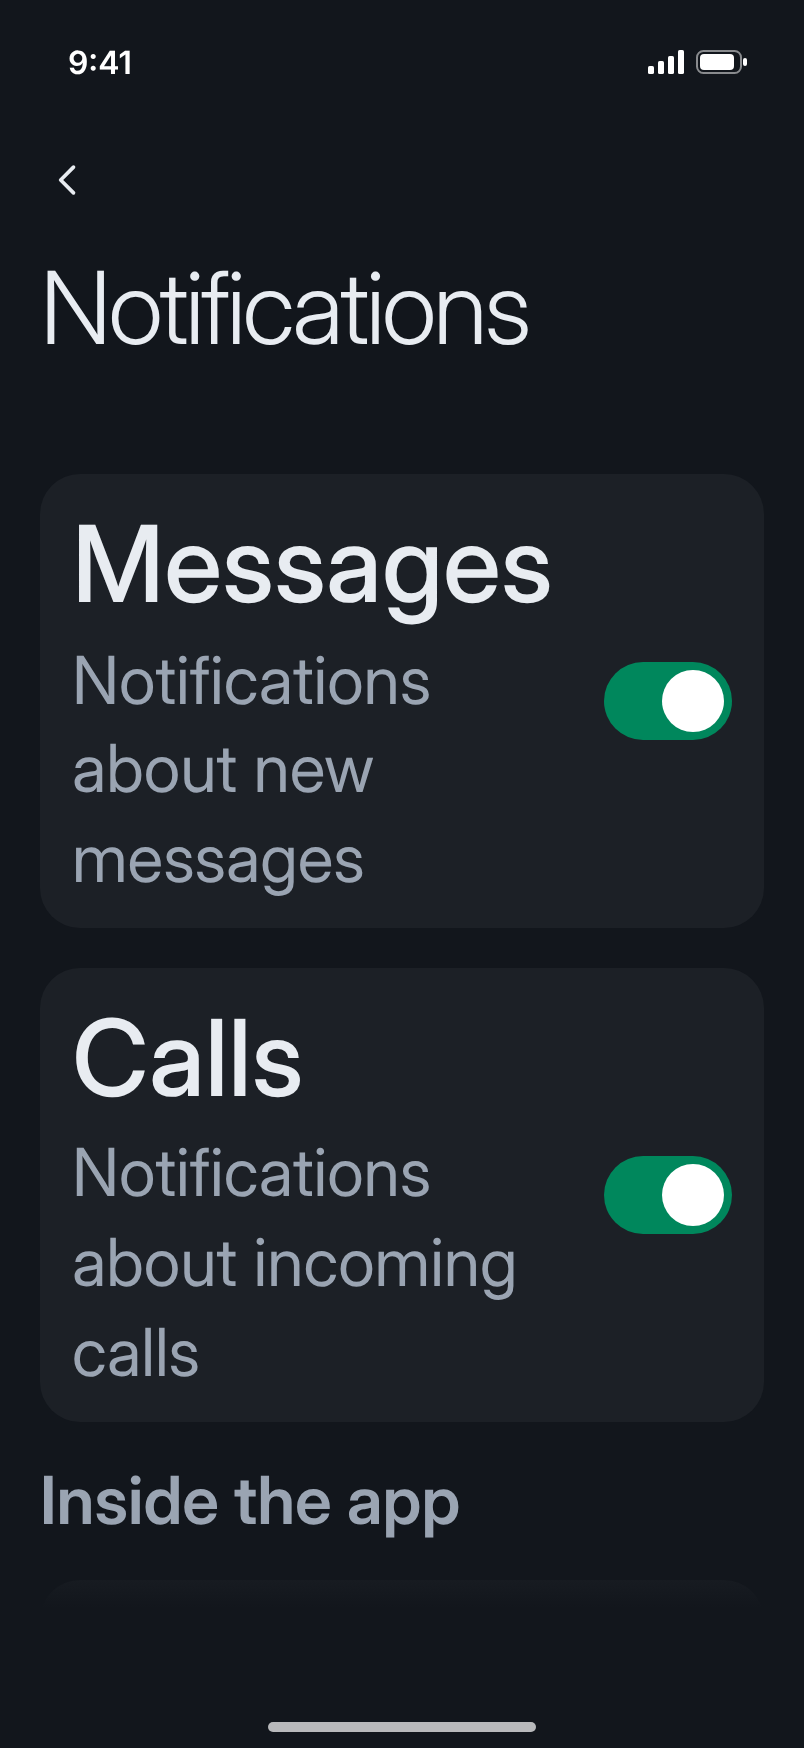 9:41
Notifications
Messages
Notifications
about new
messages
Calls
Notifications
about incoming
calls
Inside the app